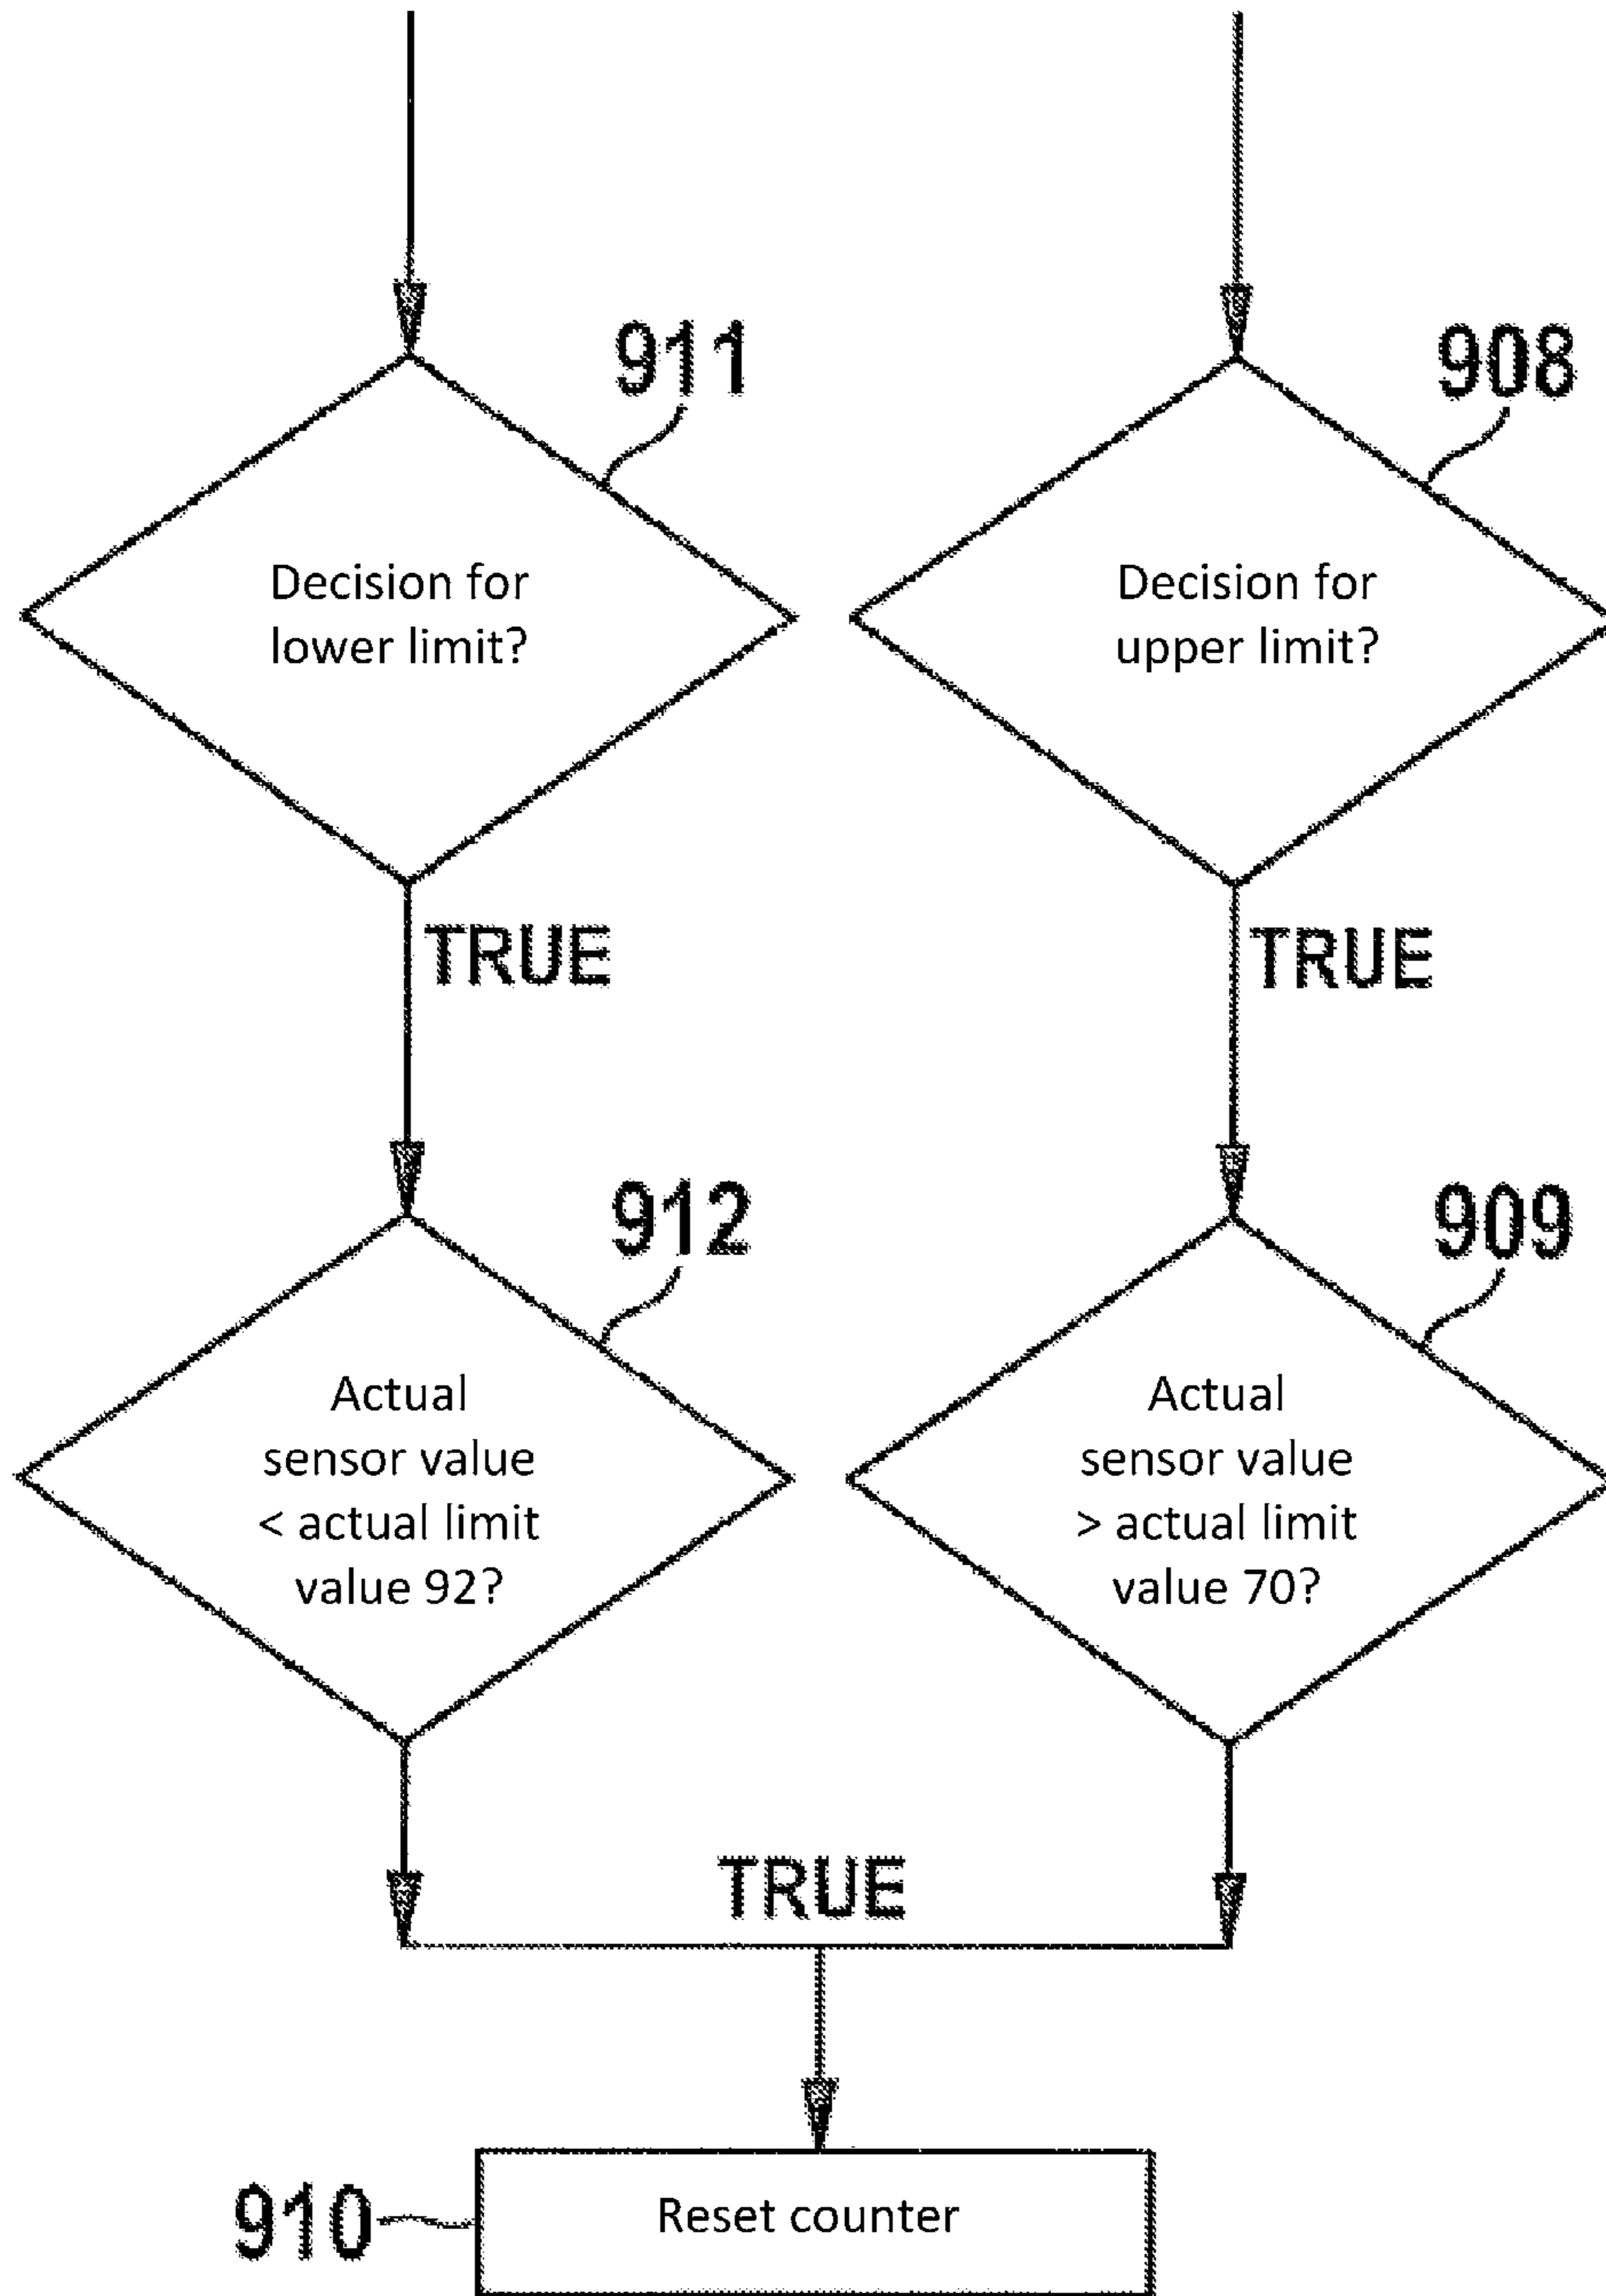 911
908
Decision for
lower limit?
Decision for
upper limit?
TRUE
TRUE
912
909
Actual
sensor value
< actual limit
value 92?
Actual
sensor value
> actual limit
value 70?
TRUE
910
Reset counter